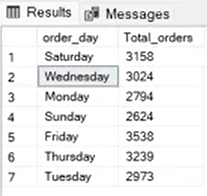 Results Messages
order_day Total_orders
1 Saturday 3158
2 Wednesday 3024
3 Monday 2794
4 Sunday 2624
5 Friday 3538
6 Thursday 3239
7 Tuesday 2973